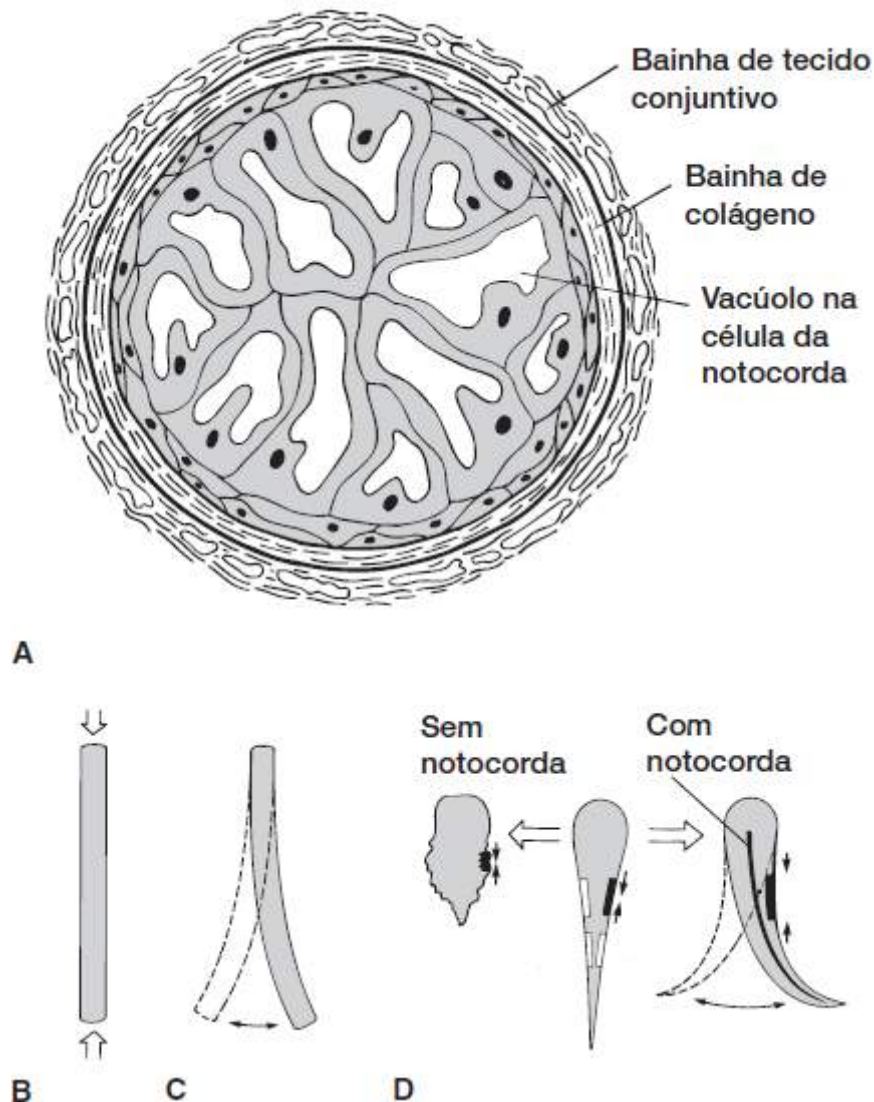 Bainha de tecido
conjuntivo
Bainha de
colágeno
Vacúolo na
célula da
notocorda
A
Sem
notocorda
Com
notocorda
B
C
D